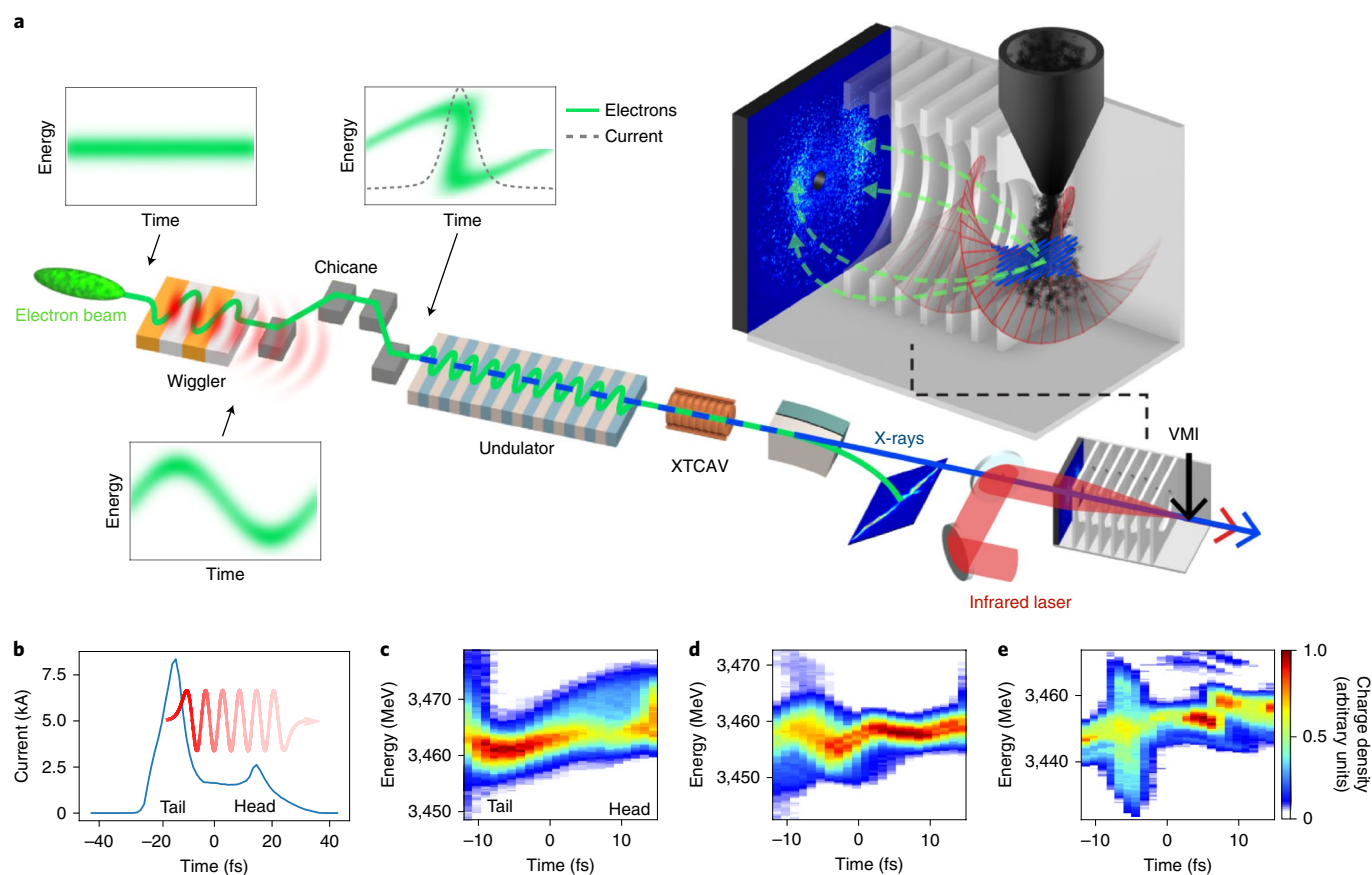 a
Energy
Time
Energy
Time
Electrons
Current
Electron beam
Wiggler
Chicane
Undulator
XTCAV
X-rays
VMI
Infrared laser
Energy
Time
b
Current (kA)
7.5
5.0
2.5
0
Tail
Head
–40
–20
0
20
40
Time (fs)
c
Energy (MeV)
3,470
3,460
3,450
Tail
Head
–10
0
10
Time (fs)
d
Energy (MeV)
3,470
3,460
3,450
–10
0
10
Time (fs)
e
Energy (MeV)
3,460
3,440
–10
0
10
Time (fs)
1.0
0.5
0
Charge density
(arbitrary units)